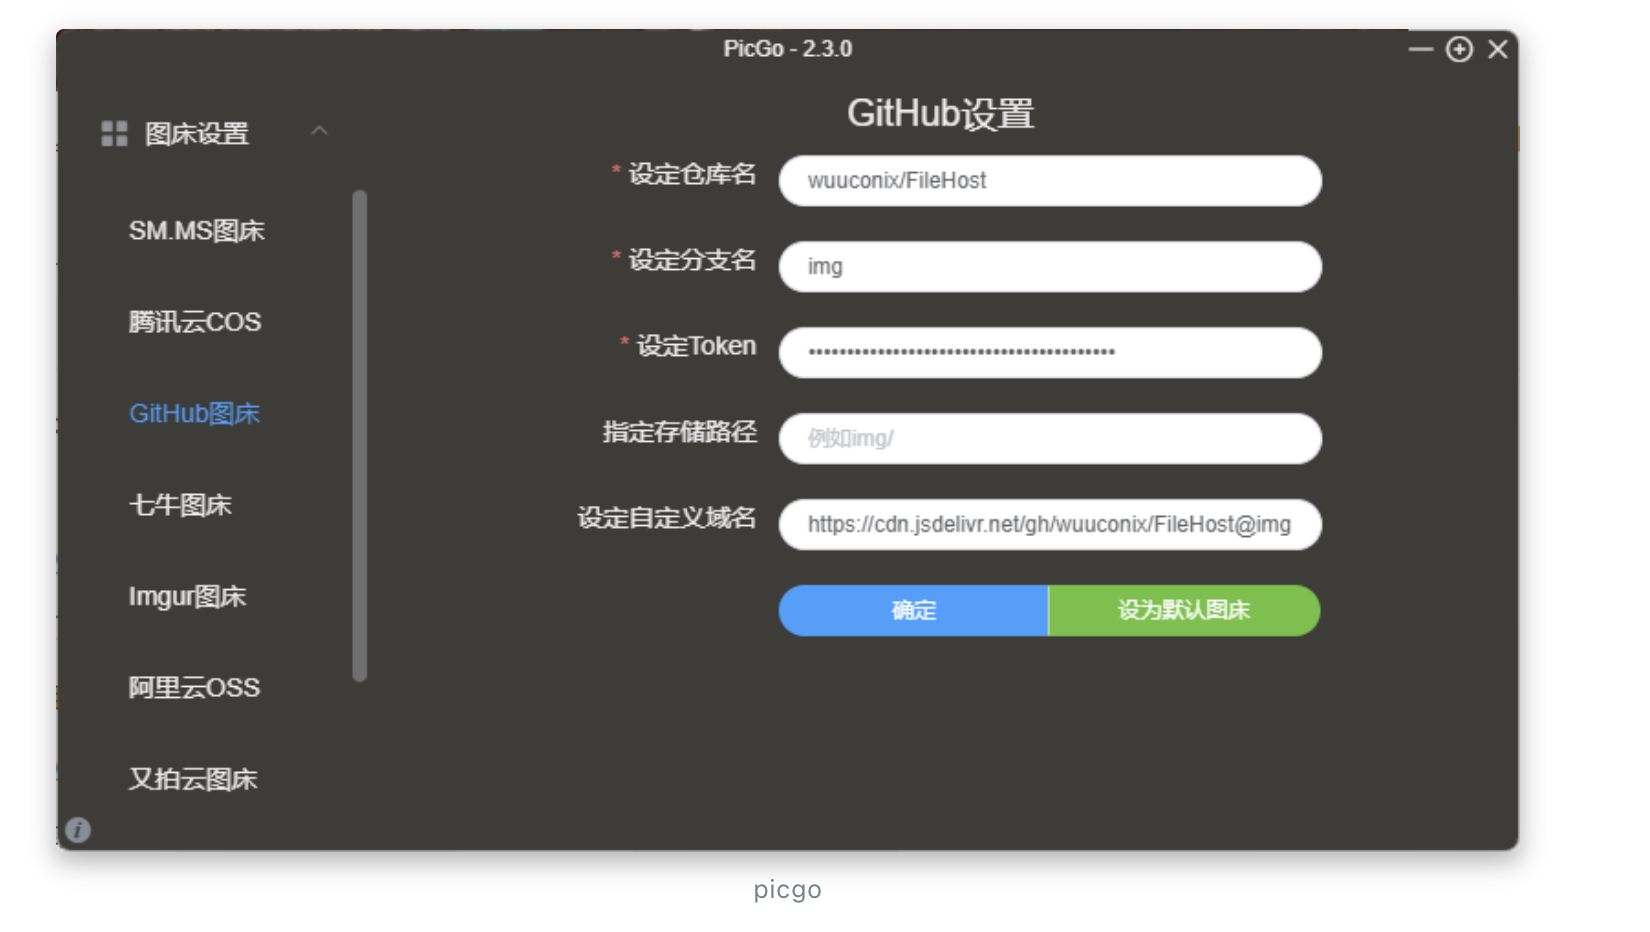 PicGo - 2.3.0
图床设置
SM.MS图床
腾讯云COS
GitHub图床
七牛图床
Imgur图床
阿里云OSS
又拍云图床
GitHub设置
* 设定仓库名
wuuconix/FileHost
* 设定分支名
img
* 设定Token
••••••••••••••••••••••••••••••••••••••••
指定存储路径
例如img/
设定自定义域名
https://cdn.jsdelivr.net/gh/wuuconix/FileHost@img
确定
设为默认图床
picgo